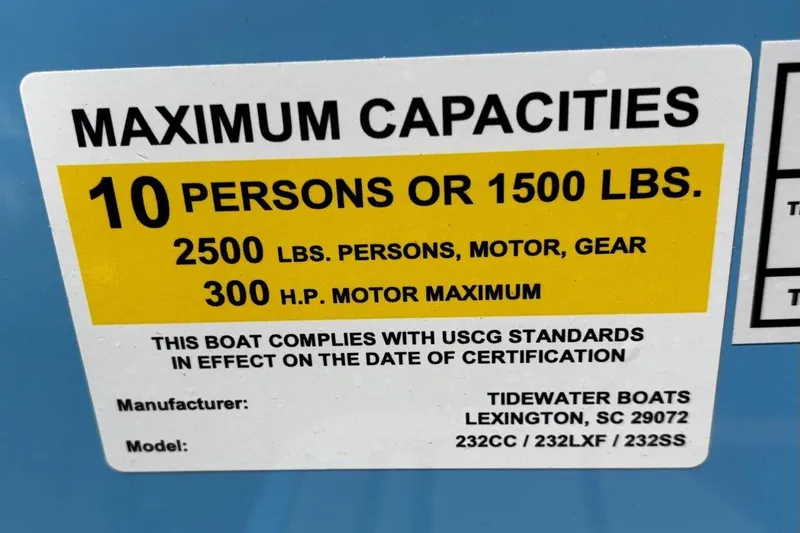 MAXIMUM CAPACITIES
10 PERSONS OR 1500 LBS.
2500 LBS. PERSONS, MOTOR, GEAR
300 H.P. MOTOR MAXIMUM
THIS BOAT COMPLIES WITH USCG STANDARDS
IN EFFECT ON THE DATE OF CERTIFICATION
Manufacturer: TIDEWATER BOATS
LEXINGTON, SC 29072
Model: 232CC / 232LXF / 232SS